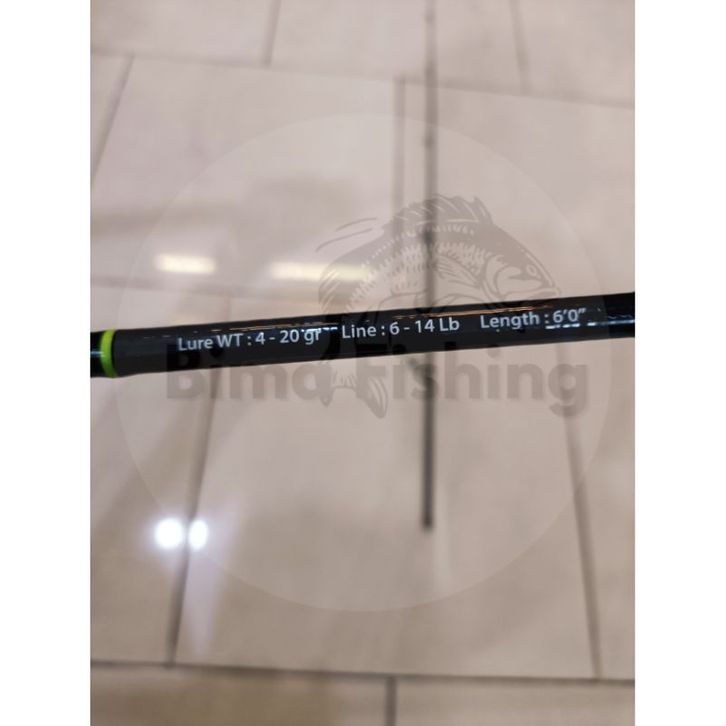 Lure WT : 4 - 20 gr Line : 6 - 14 Lb Length : 6'0"
Bima Fishing